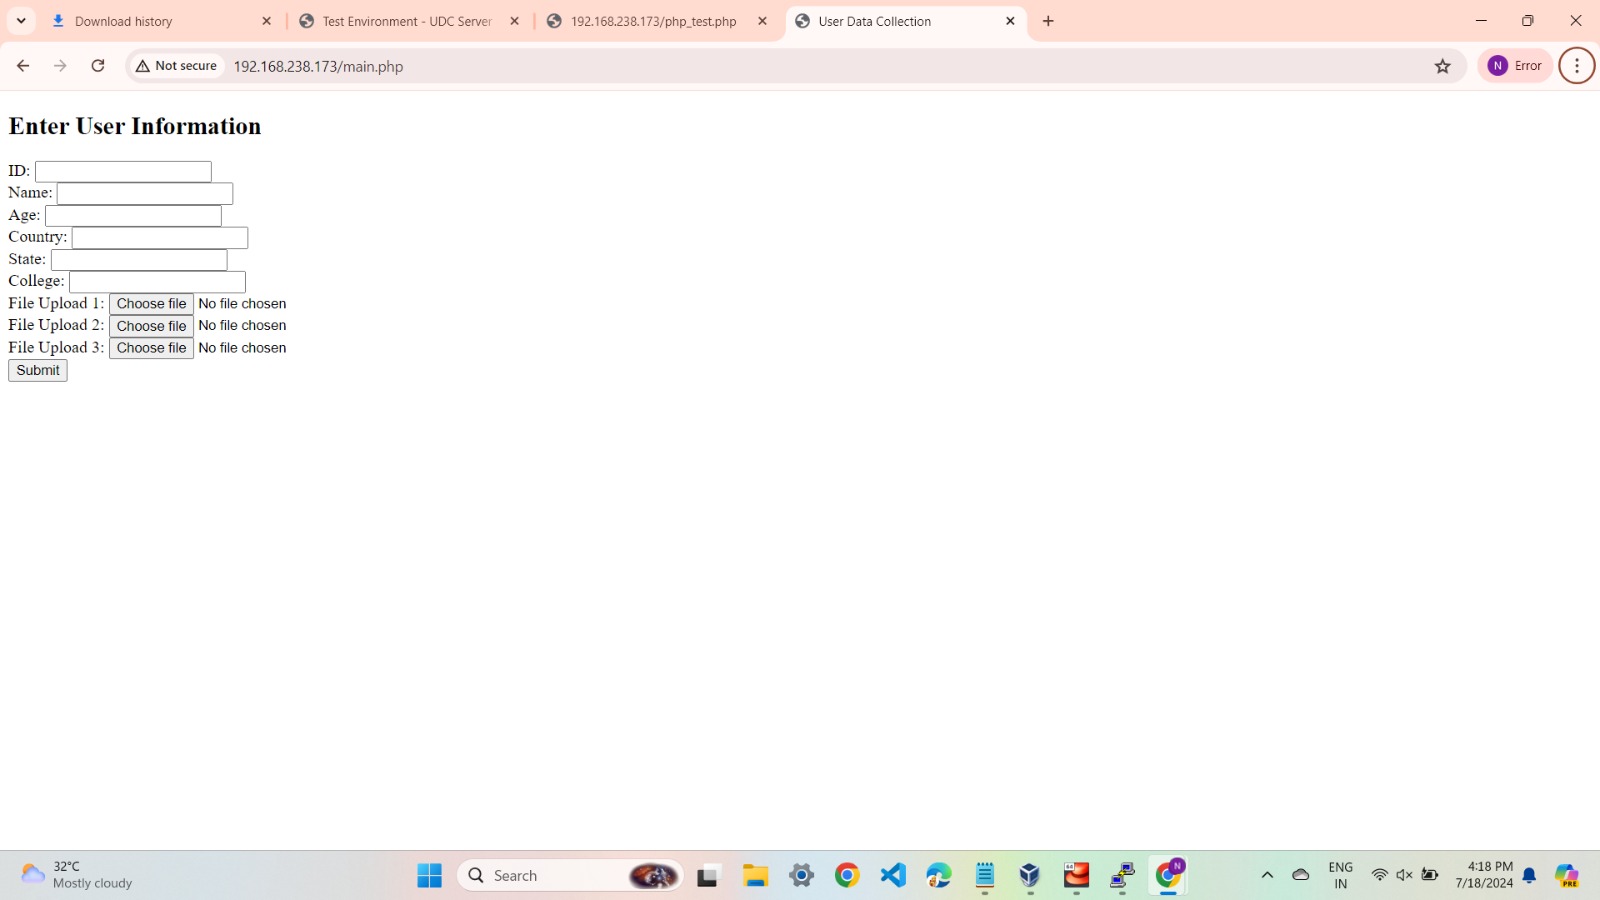 Download history
Test Environment - UDC Server
192.168.238.173/php_test.php
User Data Collection
Not secure
192.168.238.173/main.php
N
Error
Enter User Information
ID:
Name:
Age:
Country:
State:
College:
File Upload 1: Choose file No file chosen
File Upload 2: Choose file No file chosen
File Upload 3: Choose file No file chosen
Submit
32°C
Mostly cloudy
Search
64
N
ENG
IN
4:18 PM
7/18/2024
PRE